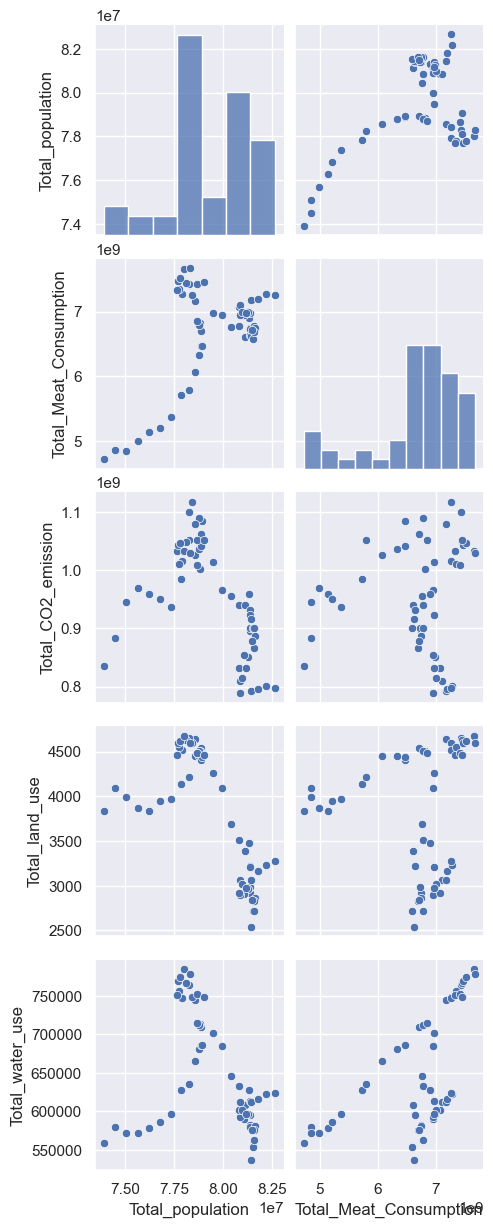 1e7
8.2
8.0
7.8
7.6
7.4
Total_population
1e9
7
6
5
Total_Meat_Consumption
1e9
1.1
1.0
0.9
0.8
Total_CO2_emission
4500
4000
3500
3000
2500
Total_land_use
750000
700000
650000
600000
550000
Total_water_use
7.50 7.75 8.00 8.25 5 6 7
Total_population 1e7 Total_Meat_Consumption 1e9